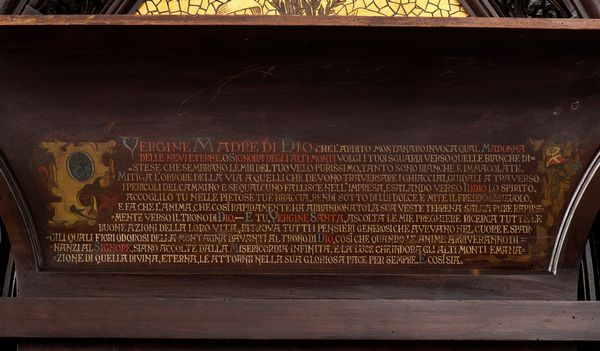 VERGINE MADRE DI DIO, CHE L'ARDITO MONTANARO INVOCA QUAL MADONNA
DELLE NEVI ETERNE, O SIGNORA DEGLI ALTI MONTI VOLGI I TUOI SGUARDI VERSO QUELLE BIANCHE DI=
STESE CHE SEMBRANO LEMBI DEL TUO VELO PURISSIMO, TANTO SONO BIANCHE E IMMACOLATE.
MITIGA L'ORRORE DELLA VIA A QUELLI CHE DEVONO TRAVERSARE I GHIACCIAI, GUIDALI A TRAVERSO
I PERICOLI DEL CAMMINO E SE QUALCUNO FALLISCE NELL'IMPRESA, ESALANDO VERSO IDDIO LO SPIRITO,
ACCOGLILO TU NELLE PIETOSE TUE BRACCIA, RENDI SOTTO DI LUI DOLCE E MITE IL FREDDO LENZUOLO,
E FA CHE L'ANIMA, CHE COSÌ RAPIDAMENTE HA ABBANDONATO LA SUA VESTE TERRENA SALGA PUR
MENTE VERSO IL TRONO DI DIO. E TU, VERGINE SANTA, ASCOLTA LE MIE PREGHIERE RICERCA TUTTE LE
BUONE AZIONI DELLA LORO VITA, RITROVA TUTTI I PENSIERI GENEROSI CHE AVEVANO NEL CUORE E SPAR=
GILI QUALI FIORI ODOROSI DELLA MONTAGNA DAVANTI AL TRONO DI DIO, COSÌ CHE QUANDO LE ANIME ARRIVERANNO DI=
NANZI AL SIGNORE, SIANO ACCOLTE DALLA MISERICORDIA INFINITA, E LA LUCE CHE INDORA GLI ALTI MONTI EMANA=
ZIONE DI QUELLA DIVINA, ETERNA, LE ATTORNII NELLA SUA GLORIOSA PACE PER SEMPRE. E COSÌ SIA.